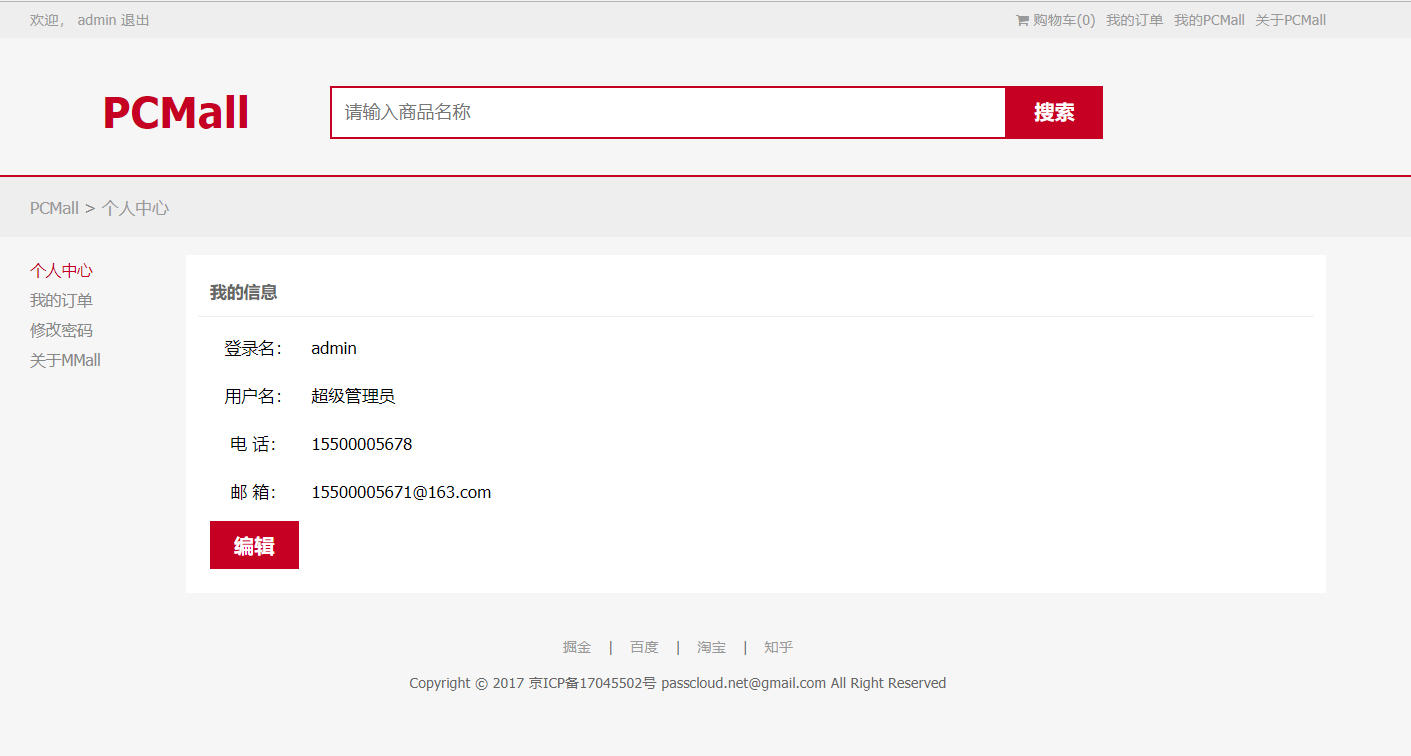 欢迎， admin 退出
购物车(0) 我的订单 我的PCMall 关于PCMall
PCMall
请输入商品名称
搜索
PCMall > 个人中心
个人中心
我的订单
修改密码
关于MMall
我的信息
登录名： admin
用户名： 超级管理员
电 话： 15500005678
邮 箱： 15500005671@163.com
编辑
掘金 | 百度 | 淘宝 | 知乎
Copyright © 2017 京ICP备17045502号 passcloud.net@gmail.com All Right Reserved